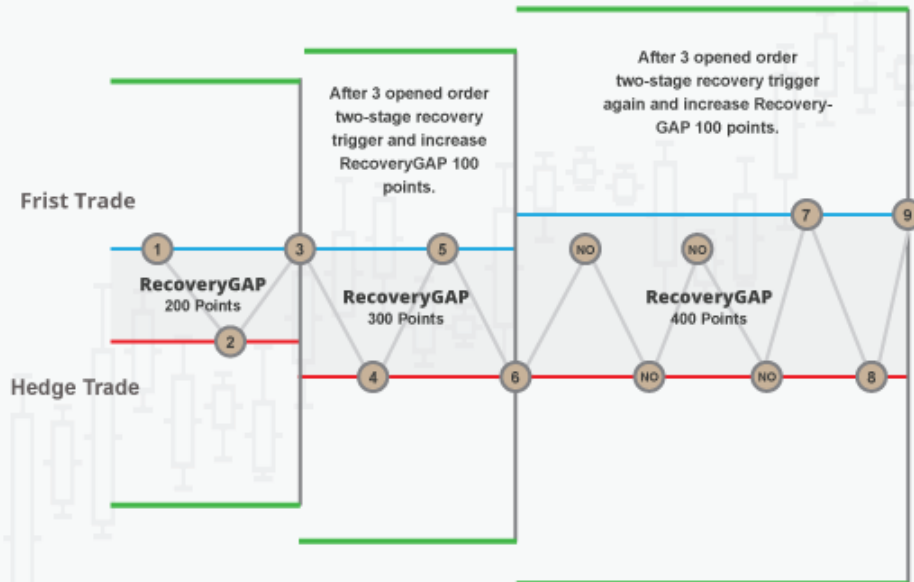 After 3 opened order
two-stage recovery trigger
again and increase Recovery-
GAP 100 points.
After 3 opened order
two-stage recovery
trigger and increase
RecoveryGAP 100
points.
Frist Trade
1
3
5
NO
NO
7
9
RecoveryGAP
200 Points
RecoveryGAP
300 Points
RecoveryGAP
400 Points
2
4
6
NO
NO
8
Hedge Trade